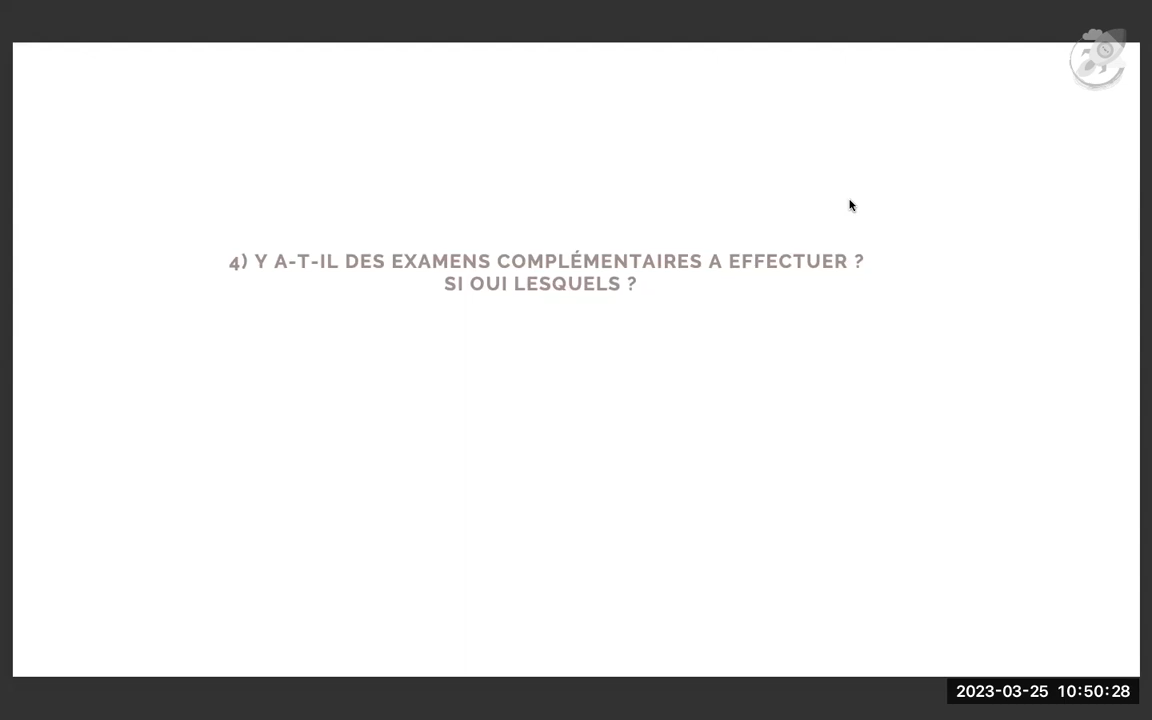 4) Y A-T-IL DES EXAMENS COMPLÉMENTAIRES A EFFECTUER ?
SI OUI LESQUELS ?
2023-03-25 10:50:28